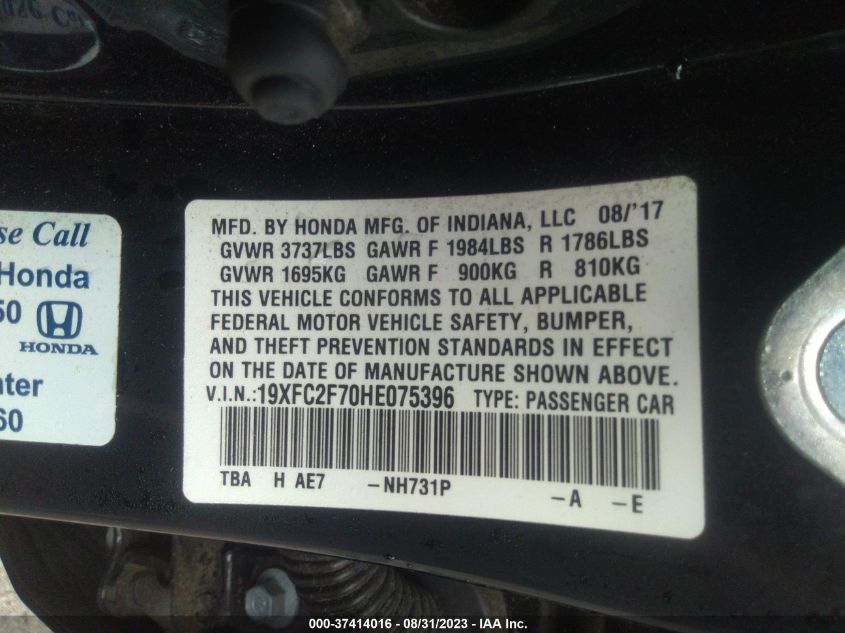 026 C
se Call
Honda
50
HONDA
nter
60
MFD. BY HONDA MFG. OF INDIANA, LLC 08/'17
GVWR 3737LBS GAWR F 1984LBS R 1786LBS
GVWR 1695KG GAWR F 900KG R 810KG
THIS VEHICLE CONFORMS TO ALL APPLICABLE
FEDERAL MOTOR VEHICLE SAFETY, BUMPER,
AND THEFT PREVENTION STANDARDS IN EFFECT
ON THE DATE OF MANUFACTURE SHOWN ABOVE.
V.I.N.:19XFC2F70HE075396 TYPE: PASSENGER CAR
TBA H AE7 -NH731P -A -E
000-37414016 - 08/31/2023 - IAA Inc.